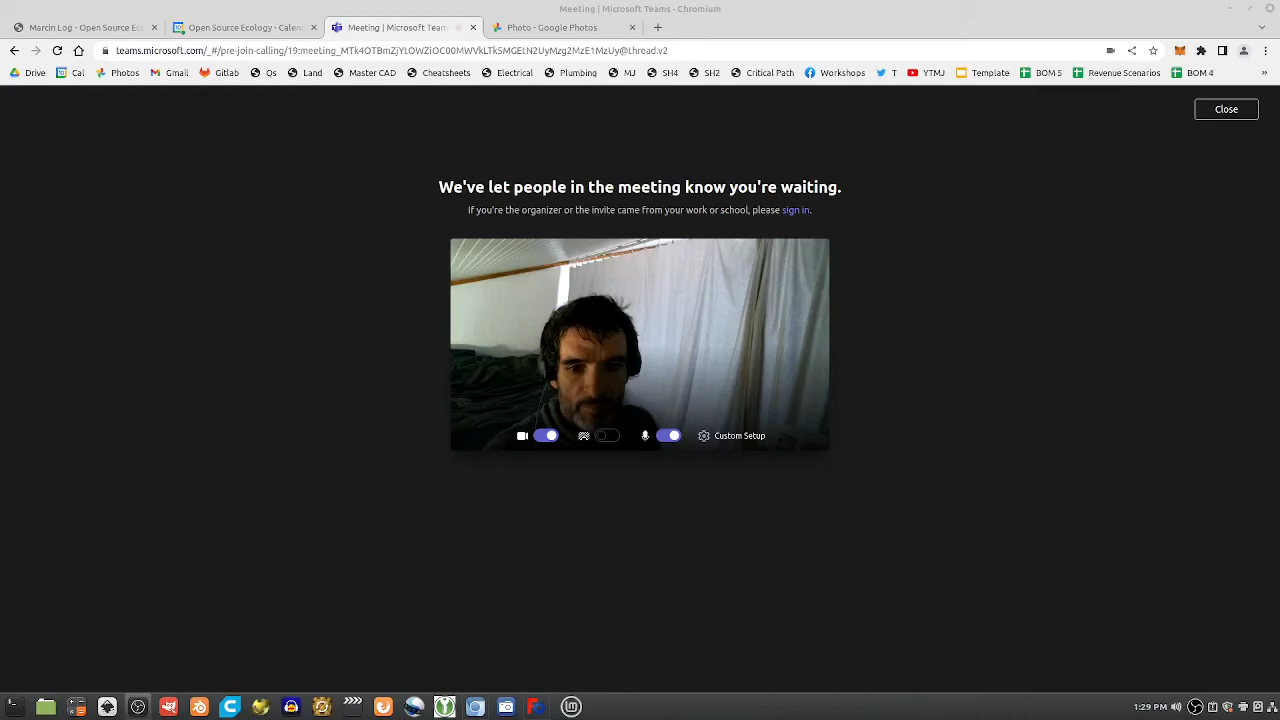 Meeting | Microsoft Teams - Chromium
Marcin Log - Open Source Eco
Open Source Ecology - Calend
Meeting | Microsoft Teams
Photo - Google Photos
teams.microsoft.com/_#/pre-join-calling/19:meeting_MTk4OTBmZjYtOWZiOC00MWVkLTk5MGEtN2UyMzg2MzE1MzUy@thread.v2
Drive
Cal
Photos
Gmail
Gitlab
Qs
Land
Master CAD
Cheatsheets
Electrical
Plumbing
MJ
SH4
SH2
Critical Path
Workshops
T
YTMJ
Template
BOM 5
Revenue Scenarios
BOM 4
Close
We've let people in the meeting know you're waiting.
If you're the organizer or the invite came from your work or school, please sign in.
Custom Setup
1:29 PM